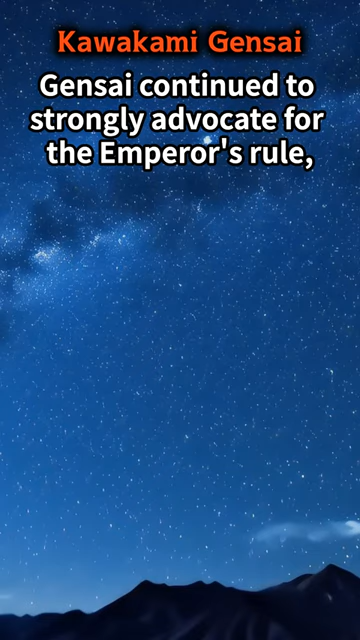 Kawakami Gensai
Gensai continued to
strongly advocate for
the Emperor's rule,